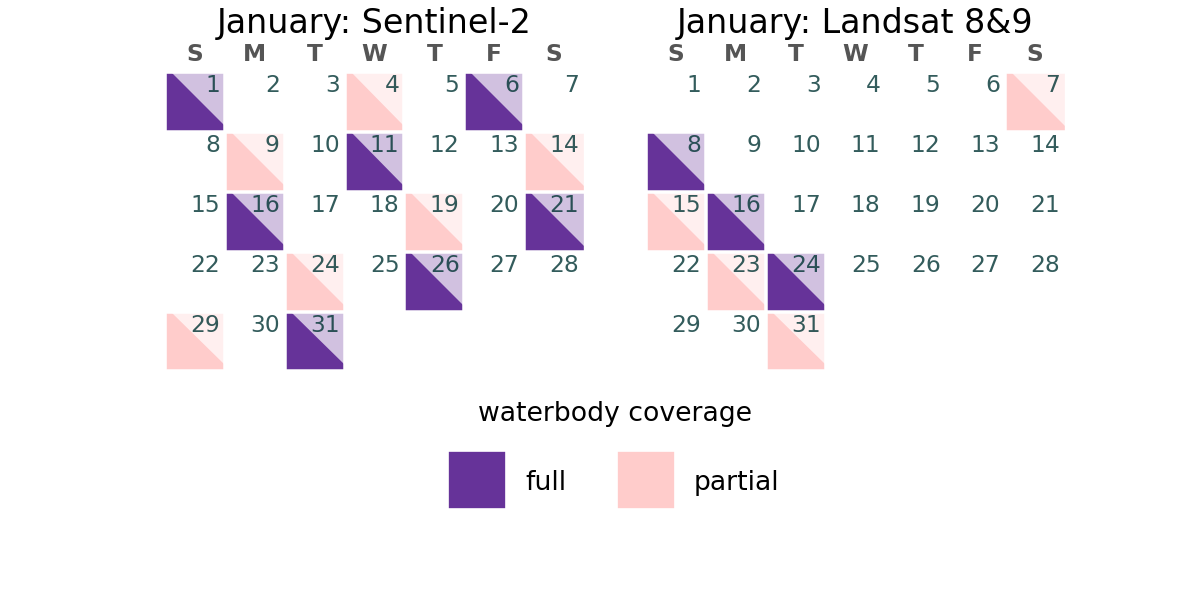 January: Sentinel-2
S M T W T F S
1 2 3 4 5 6 7
8 9 10 11 12 13 14
15 16 17 18 19 20 21
22 23 24 25 26 27 28
29 30 31
January: Landsat 8&9
S M T W T F S
1 2 3 4 5 6 7
8 9 10 11 12 13 14
15 16 17 18 19 20 21
22 23 24 25 26 27 28
29 30 31
waterbody coverage
full
partial